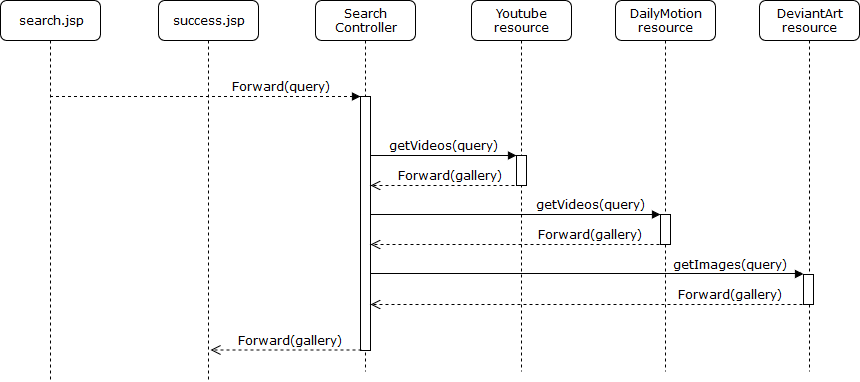 search.jsp
success.jsp
Search
Controller
Youtube
resource
DailyMotion
resource
DeviantArt
resource
Forward(query)
getVideos(query)
Forward(gallery)
getVideos(query)
Forward(gallery)
getImages(query)
Forward(gallery)
Forward(gallery)